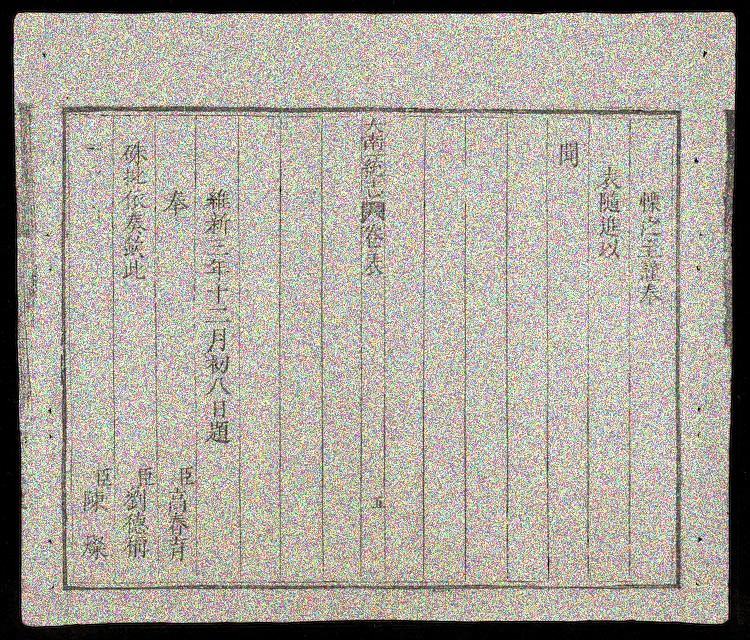 悚之至謹奉
表隨進以
聞
大南一統志 卷表
五
維新三年十二月初八日題
奉
硃批依奏欽此
臣高春育
臣劉德稱
臣陳燦